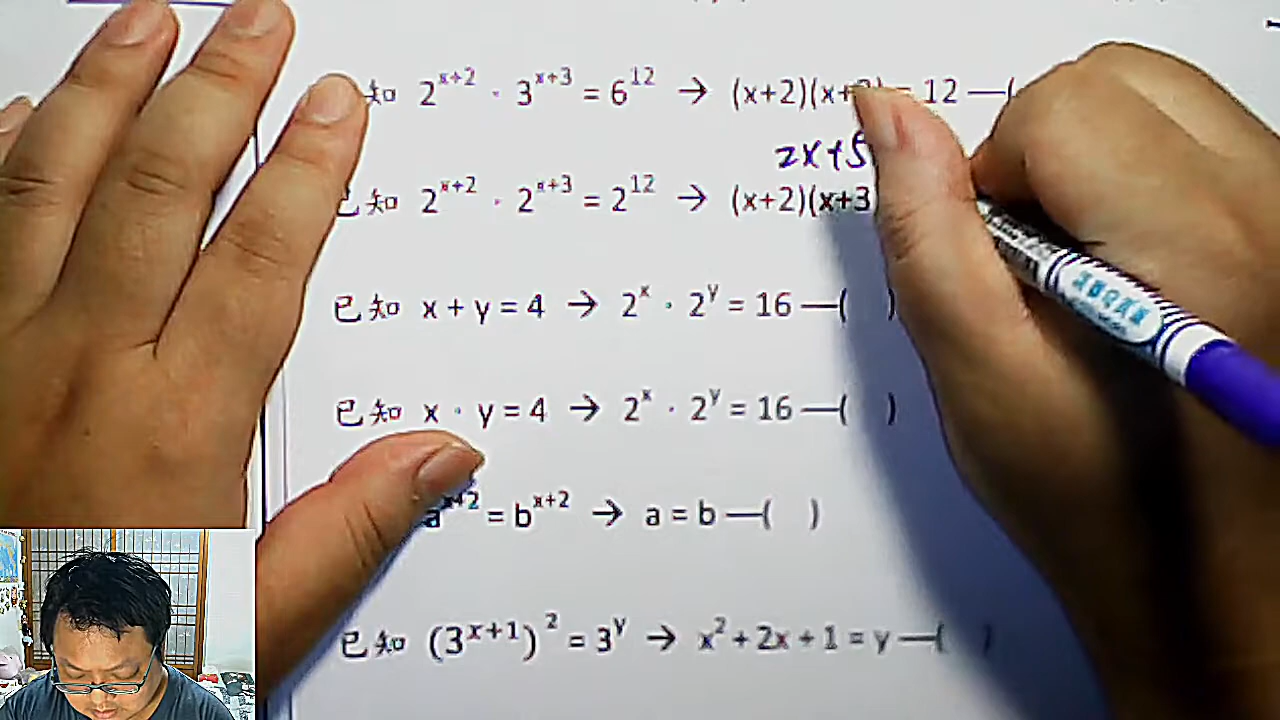 知 2^{x+2} · 3^{x+3} = 6^{12} → (x+2)(x+3) = 12 —(
2x+5
已知 2^{x+2} · 2^{x+3} = 2^{12} → (x+2)(x+3
已知 x + y = 4 → 2^x · 2^y = 16 —( )
已知 x · y = 4 → 2^x · 2^y = 16 —( )
a^{x+2} = b^{x+2} → a = b —( )
已知 (3^{x+1})^2 = 3^y → x^2 + 2x + 1 = y —( )